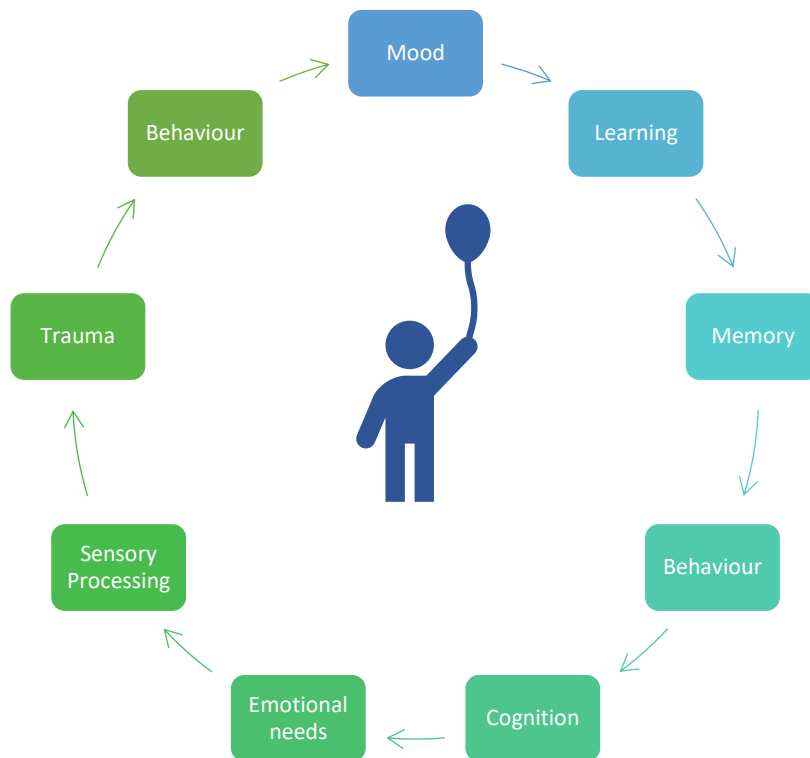 Mood
Learning
Memory
Behaviour
Cognition
Emotional
needs
Sensory
Processing
Trauma
Behaviour